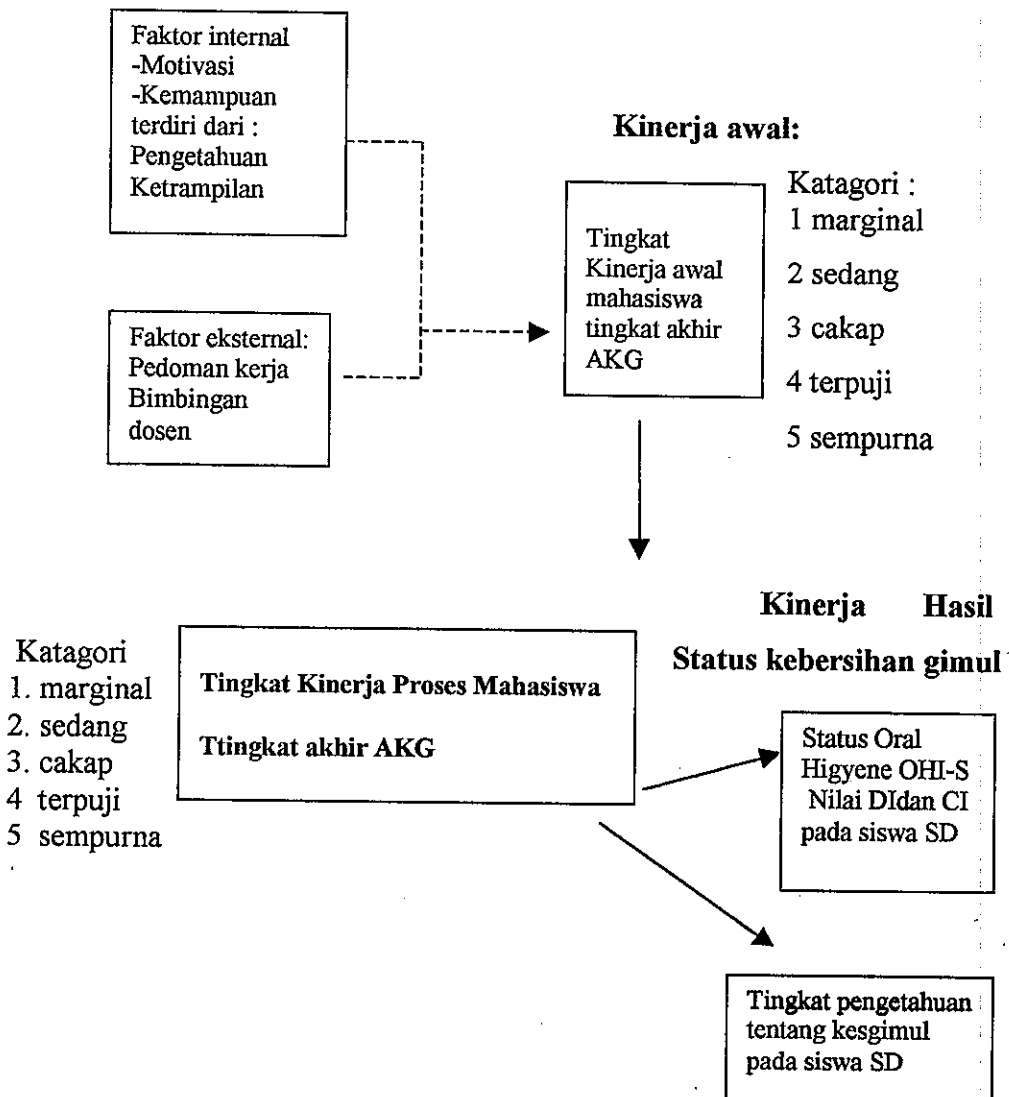 Faktor internal
-Motivasi
-Kemampuan
terdiri dari :
Pengetahuan
Ketrampilan
Faktor eksternal:
Pedoman kerja
Bimbingan
dosen
Kinerja awal:
Tingkat
Kinerja awal
mahasiswa
tingkat akhir
AKG
Katagori :
1 marginal
2 sedang
3 cakap
4 terpuji
5 sempurna
Katagori
1. marginal
2. sedang
3. cakap
4 terpuji
5 sempurna
Tingkat Kinerja Proses Mahasiswa
Ttingkat akhir AKG
Kinerja Hasil
Status kebersihan gimul
Status Oral
Higyene OHI-S
Nilai DIdan CI
pada siswa SD
Tingkat pengetahuan
tentang kesgimul
pada siswa SD